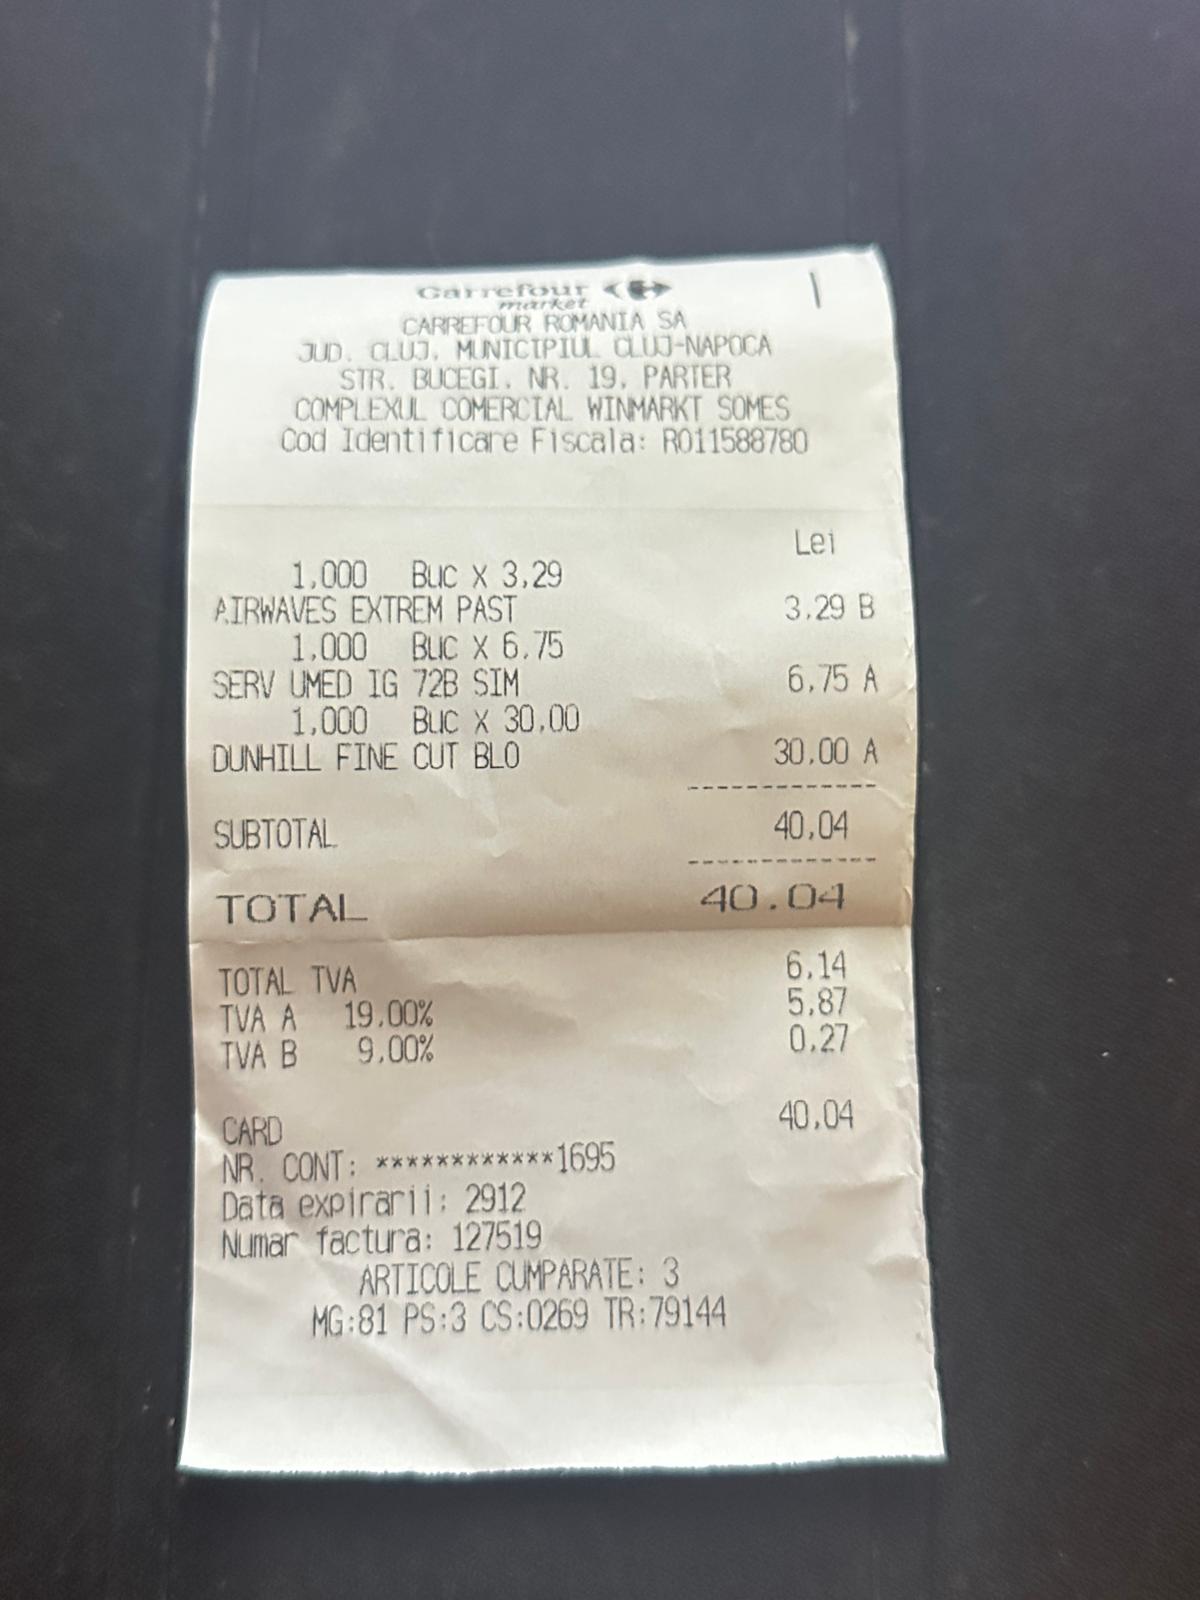 Carrefour
market
CARREFOUR ROMANIA SA
JUD. CLUJ, MUNICIPIUL CLUJ-NAPOCA
STR. BUCEGI, NR. 19, PARTER
COMPLEXUL COMERCIAL WINMARKT SOMES
Cod Identificare Fiscala: RO11588780
Lei
1,000 Buc X 3,29
AIRWAVES EXTREM PAST 3,29 B
1,000 Buc X 6,75
SERV UMED IG 72B SIM 6,75 A
1,000 Buc X 30,00
DUNHILL FINE CUT BLO 30,00 A
SUBTOTAL 40,04
TOTAL 40.04
TOTAL TVA 6,14
TVA A 19,00% 5,87
TVA B 9,00% 0,27
CARD 40,04
NR. CONT: ************1695
Data expirarii: 2912
Numar factura: 127519
ARTICOLE CUMPARATE: 3
MG:81 PS:3 CS:0269 TR:79144